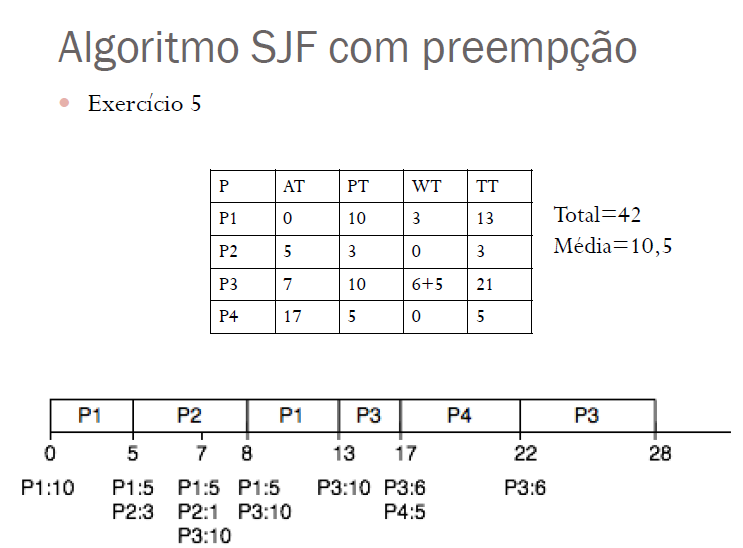 Algoritmo SJF com preempção
Exercício 5
P AT PT WT TT
P1 0 10 3 13
P2 5 3 0 3
P3 7 10 6+5 21
P4 17 5 0 5
Total=42
Média=10,5
P1 P2 P1 P3 P4 P3
0 5 7 8 13 17 22 28
P1:10 P1:5 P1:5 P1:5 P3:10 P3:6 P3:6
P2:3 P2:1 P3:10 P4:5
P3:10